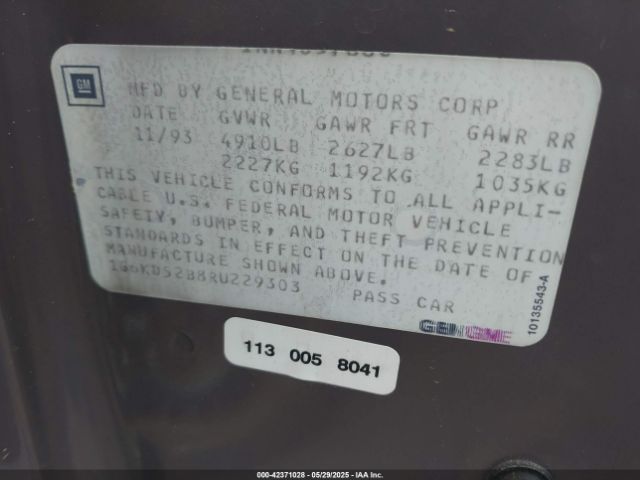 GM
MFD BY GENERAL MOTORS CORP
DATE GVWR GAWR FRT GAWR RR
11/93 4910LB 2627LB 2283LB
2227KG 1192KG 1035KG
THIS VEHICLE CONFORMS TO ALL APPLI-
CABLE U.S. FEDERAL MOTOR VEHICLE
SAFETY, BUMPER, AND THEFT PREVENTION
STANDARDS IN EFFECT ON THE DATE OF
MANUFACTURE SHOWN ABOVE.
1G6KD52B8RU229303 PASS CAR
10135543-A
113 005 8041
000-42371028 - 05/29/2025 - IAA Inc.